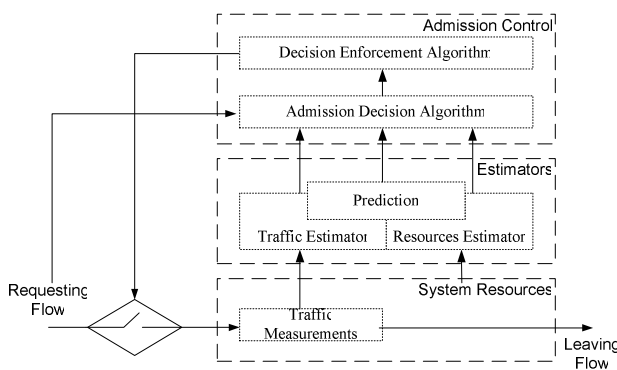 Admission Control
Decision Enforcement Algorithm
Admission Decision Algorithm
Estimators
Prediction
Traffic Estimator
Resources Estimator
System Resources
Requesting
Flow
Traffic
Measurements
Leaving
Flow